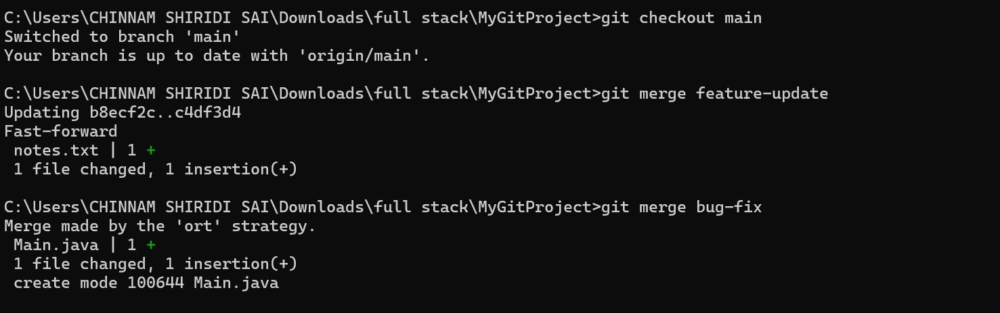 C:\Users\CHINNAM SHIRIDI SAI\Downloads\full stack\MyGitProject>git checkout main
Switched to branch 'main'
Your branch is up to date with 'origin/main'.
C:\Users\CHINNAM SHIRIDI SAI\Downloads\full stack\MyGitProject>git merge feature-update
Updating b8ecf2c..c4df3d4
Fast-forward
 notes.txt | 1 +
 1 file changed, 1 insertion(+)
C:\Users\CHINNAM SHIRIDI SAI\Downloads\full stack\MyGitProject>git merge bug-fix
Merge made by the 'ort' strategy.
 Main.java | 1 +
 1 file changed, 1 insertion(+)
 create mode 100644 Main.java